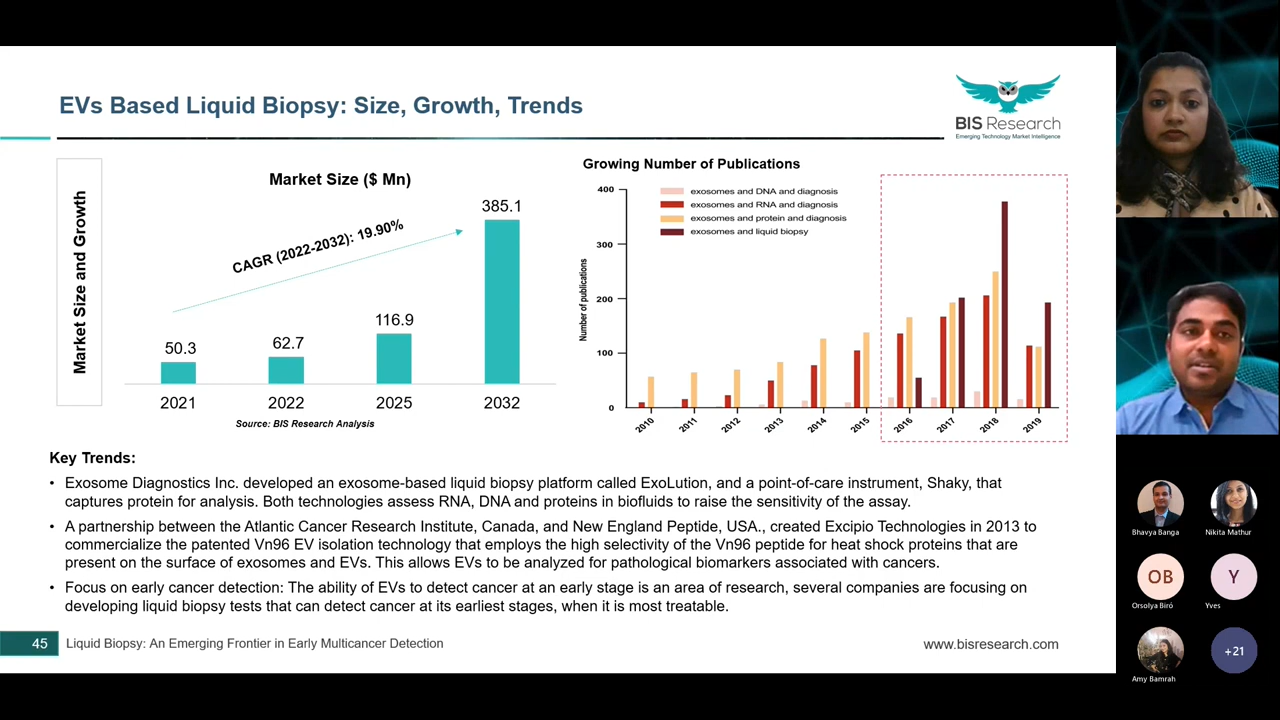 EVs Based Liquid Biopsy: Size, Growth, Trends
BIS Research
Emerging Technology Market Intelligence
Market Size and Growth
Market Size ($ Mn)
CAGR (2022-2032): 19.90%
50.3
62.7
116.9
385.1
2021
2022
2025
2032
Source: BIS Research Analysis
Growing Number of Publications
exosomes and DNA and diagnosis
exosomes and RNA and diagnosis
exosomes and protein and diagnosis
exosomes and liquid biopsy
Number of publications
400
300
200
100
0
2010
2011
2012
2013
2014
2015
2016
2017
2018
2019
Key Trends:
• Exosome Diagnostics Inc. developed an exosome-based liquid biopsy platform called ExoLution, and a point-of-care instrument, Shaky, that
captures protein for analysis. Both technologies assess RNA, DNA and proteins in biofluids to raise the sensitivity of the assay.
• A partnership between the Atlantic Cancer Research Institute, Canada, and New England Peptide, USA., created Excipio Technologies in 2013 to
commercialize the patented Vn96 EV isolation technology that employs the high selectivity of the Vn96 peptide for heat shock proteins that are
present on the surface of exosomes and EVs. This allows EVs to be analyzed for pathological biomarkers associated with cancers.
• Focus on early cancer detection: The ability of EVs to detect cancer at an early stage is an area of research, several companies are focusing on
developing liquid biopsy tests that can detect cancer at its earliest stages, when it is most treatable.
45
Liquid Biopsy: An Emerging Frontier in Early Multicancer Detection
www.bisresearch.com
Bhavya Banga
Nikita Mathur
OB
Orsolya Biró
Y
Yves
Amy Bamrah
+21